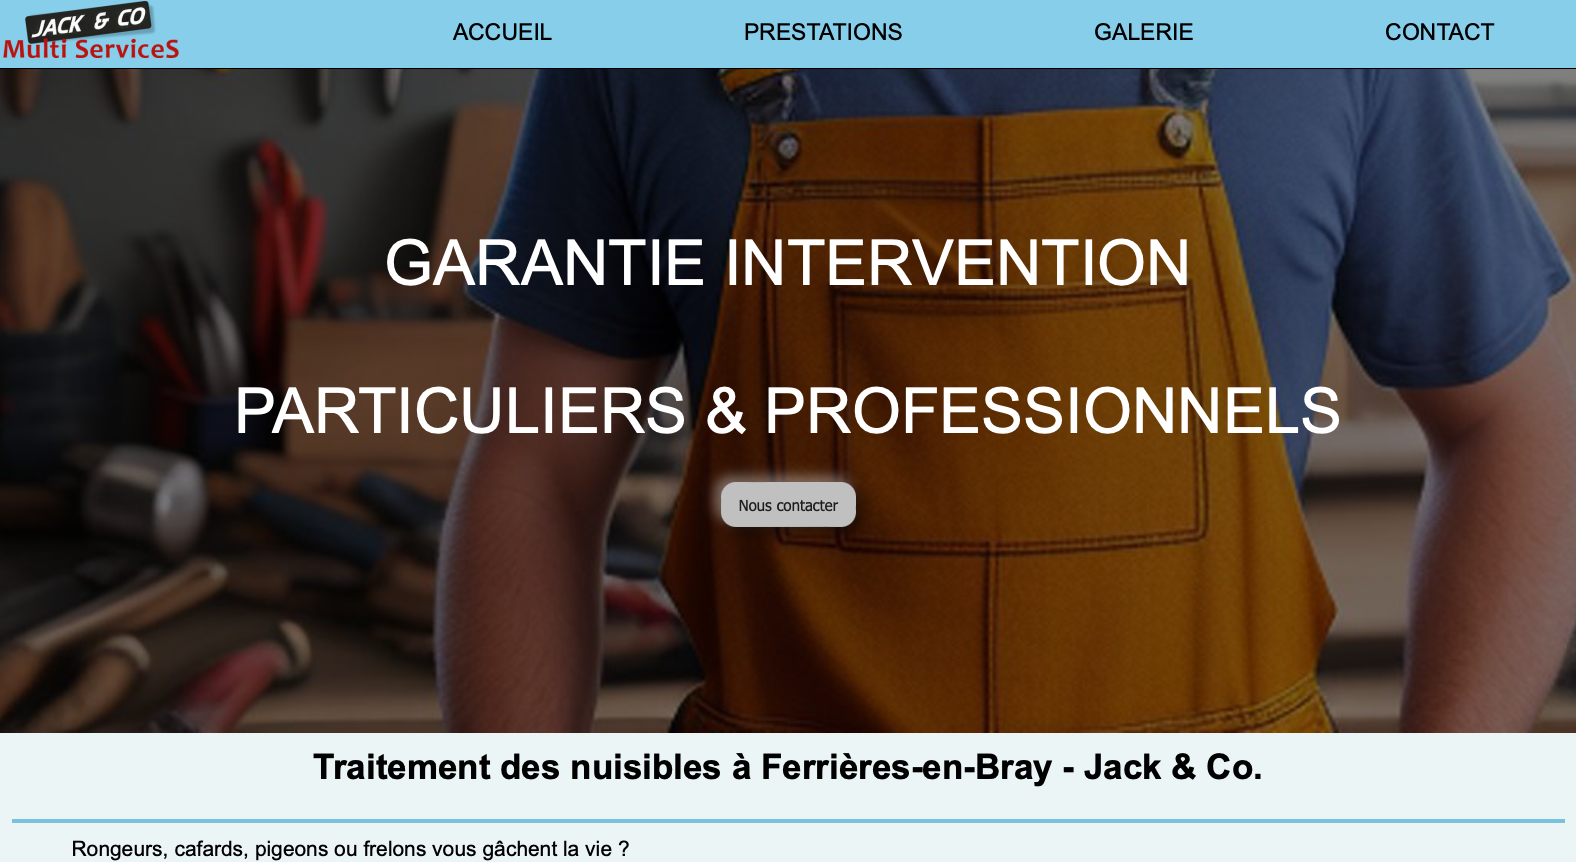 JACK & CO
Multi ServiceS
ACCUEIL
PRESTATIONS
GALERIE
CONTACT
GARANTIE INTERVENTION
PARTICULIERS & PROFESSIONNELS
Nous contacter
Traitement des nuisibles à Ferrières-en-Bray - Jack & Co.
Rongeurs, cafards, pigeons ou frelons vous gâchent la vie ?